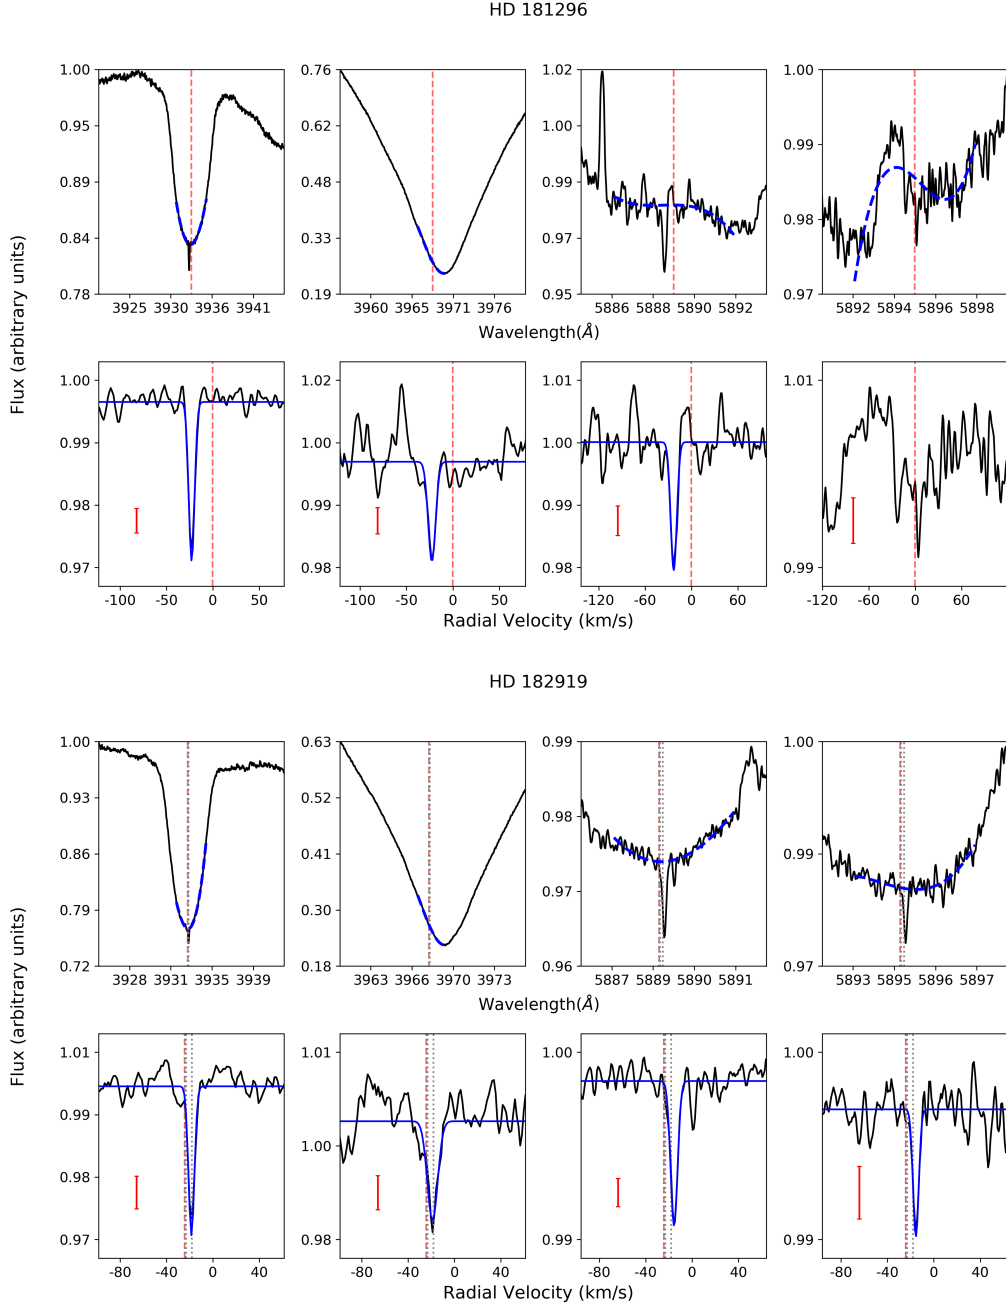 HD 181296
Flux (arbitrary units)
1.00 0.95 0.89 0.84 0.78
3925 3930 3936 3941
0.76 0.62 0.48 0.33 0.19
3960 3965 3971 3976
1.02 1.00 0.99 0.97 0.95
5886 5888 5890 5892
1.00 0.99 0.98 0.97
5892 5894 5896 5898
Wavelength(Å)
1.00 0.99 0.98 0.97
-100 -50 0 50
1.02 1.00 0.99 0.98
-100 -50 0 50
1.01 1.00 0.99 0.98
-120 -60 0 60
1.01 0.99
-120 -60 0 60
Radial Velocity (km/s)
HD 182919
Flux (arbitrary units)
1.00 0.93 0.86 0.79 0.72
3928 3931 3935 3939
0.63 0.52 0.41 0.30 0.18
3963 3966 3970 3973
0.99 0.98 0.97 0.96
5887 5889 5890 5891
1.00 0.99 0.97
5893 5895 5896 5897
Wavelength(Å)
1.01 0.99 0.98 0.97
-80 -40 0 40
1.01 1.00 0.98
-80 -40 0 40
1.00 0.99
-80 -40 0 40
1.00 0.99
-80 -40 0 40
Radial Velocity (km/s)